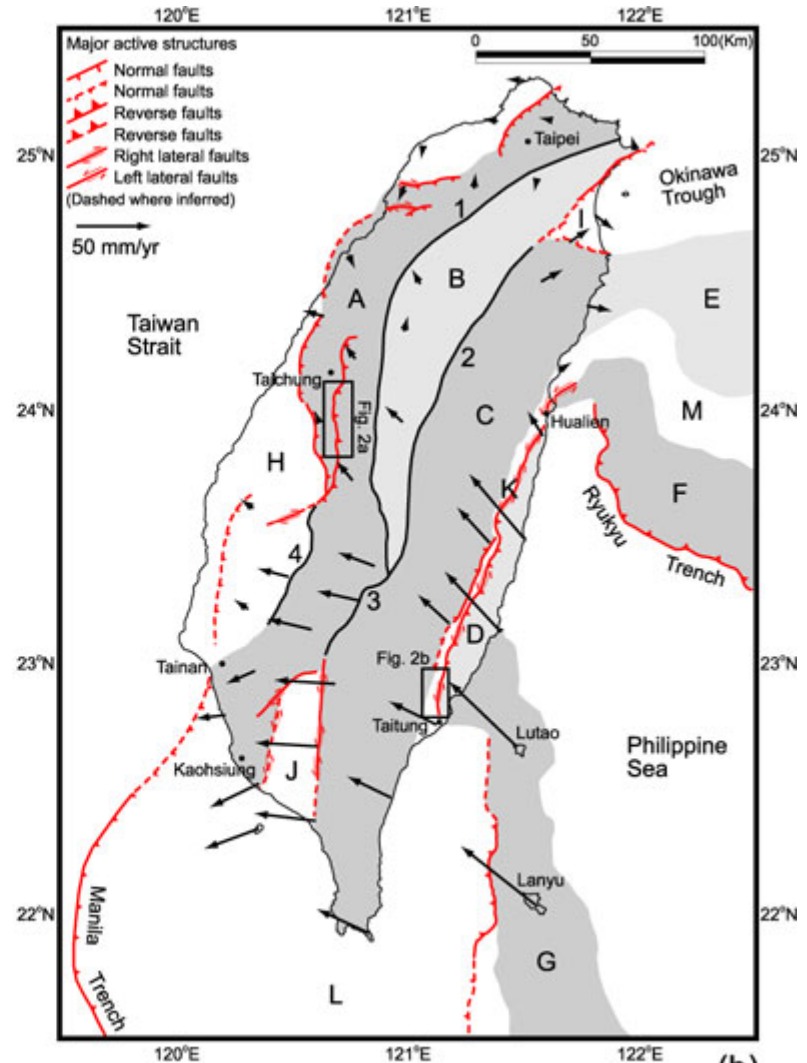 120°E
121°E
122°E
Major active structures
Normal faults
Normal faults
Reverse faults
Reverse faults
Right lateral faults
Left lateral faults
(Dashed where inferred)
50 mm/yr
0 50 100(Km)
25°N
25°N
24°N
24°N
23°N
23°N
22°N
22°N
Taipei
Okinawa
Trough
1
I
A
B
E
Taiwan
Strait
2
Taichung
Fig. 2a
C
M
Hualien
H
K
F
Ryukyu
Trench
4
3
D
Tainan
Fig. 2b
Taitung
Lutao
Philippine
Sea
Kaohsiung
J
Lanyu
Manila
Trench
G
L
120°E
121°E
122°E
(b)